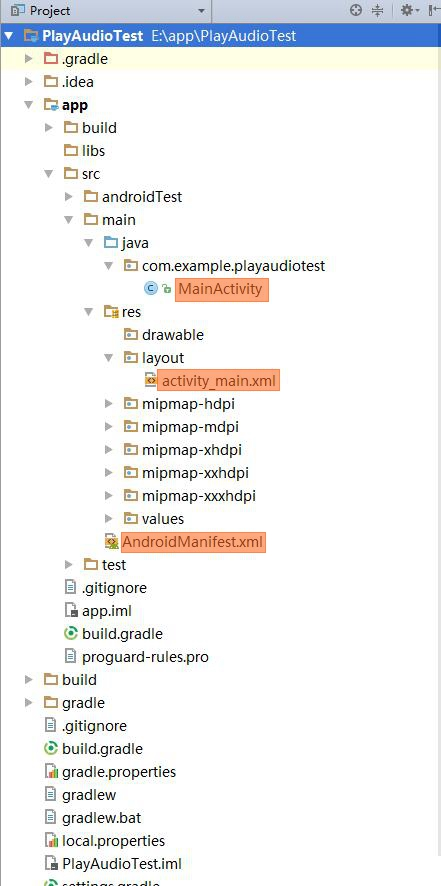 Project
PlayAudioTest E:\app\PlayAudioTest
.gradle
.idea
app
build
libs
src
androidTest
main
java
com.example.playaudiotest
C MainActivity
res
drawable
layout
activity_main.xml
mipmap-hdpi
mipmap-mdpi
mipmap-xhdpi
mipmap-xxhdpi
mipmap-xxxhdpi
values
AndroidManifest.xml
test
.gitignore
app.iml
build.gradle
proguard-rules.pro
build
gradle
.gitignore
build.gradle
gradle.properties
gradlew
gradlew.bat
local.properties
PlayAudioTest.iml
settings.gradle